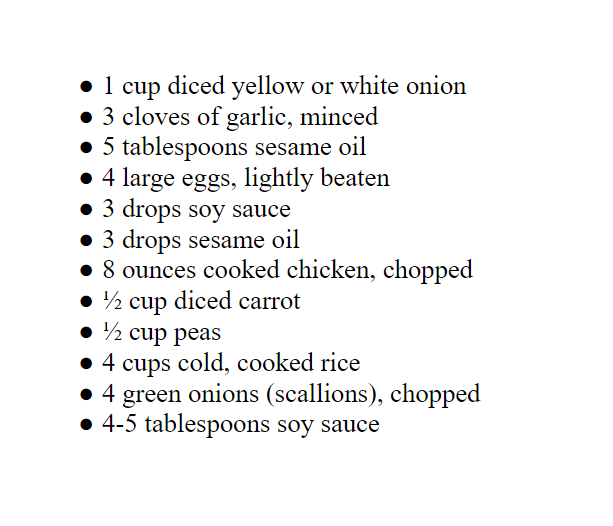 ● 1 cup diced yellow or white onion
● 3 cloves of garlic, minced
● 5 tablespoons sesame oil
● 4 large eggs, lightly beaten
● 3 drops soy sauce
● 3 drops sesame oil
● 8 ounces cooked chicken, chopped
● ½ cup diced carrot
● ½ cup peas
● 4 cups cold, cooked rice
● 4 green onions (scallions), chopped
● 4-5 tablespoons soy sauce